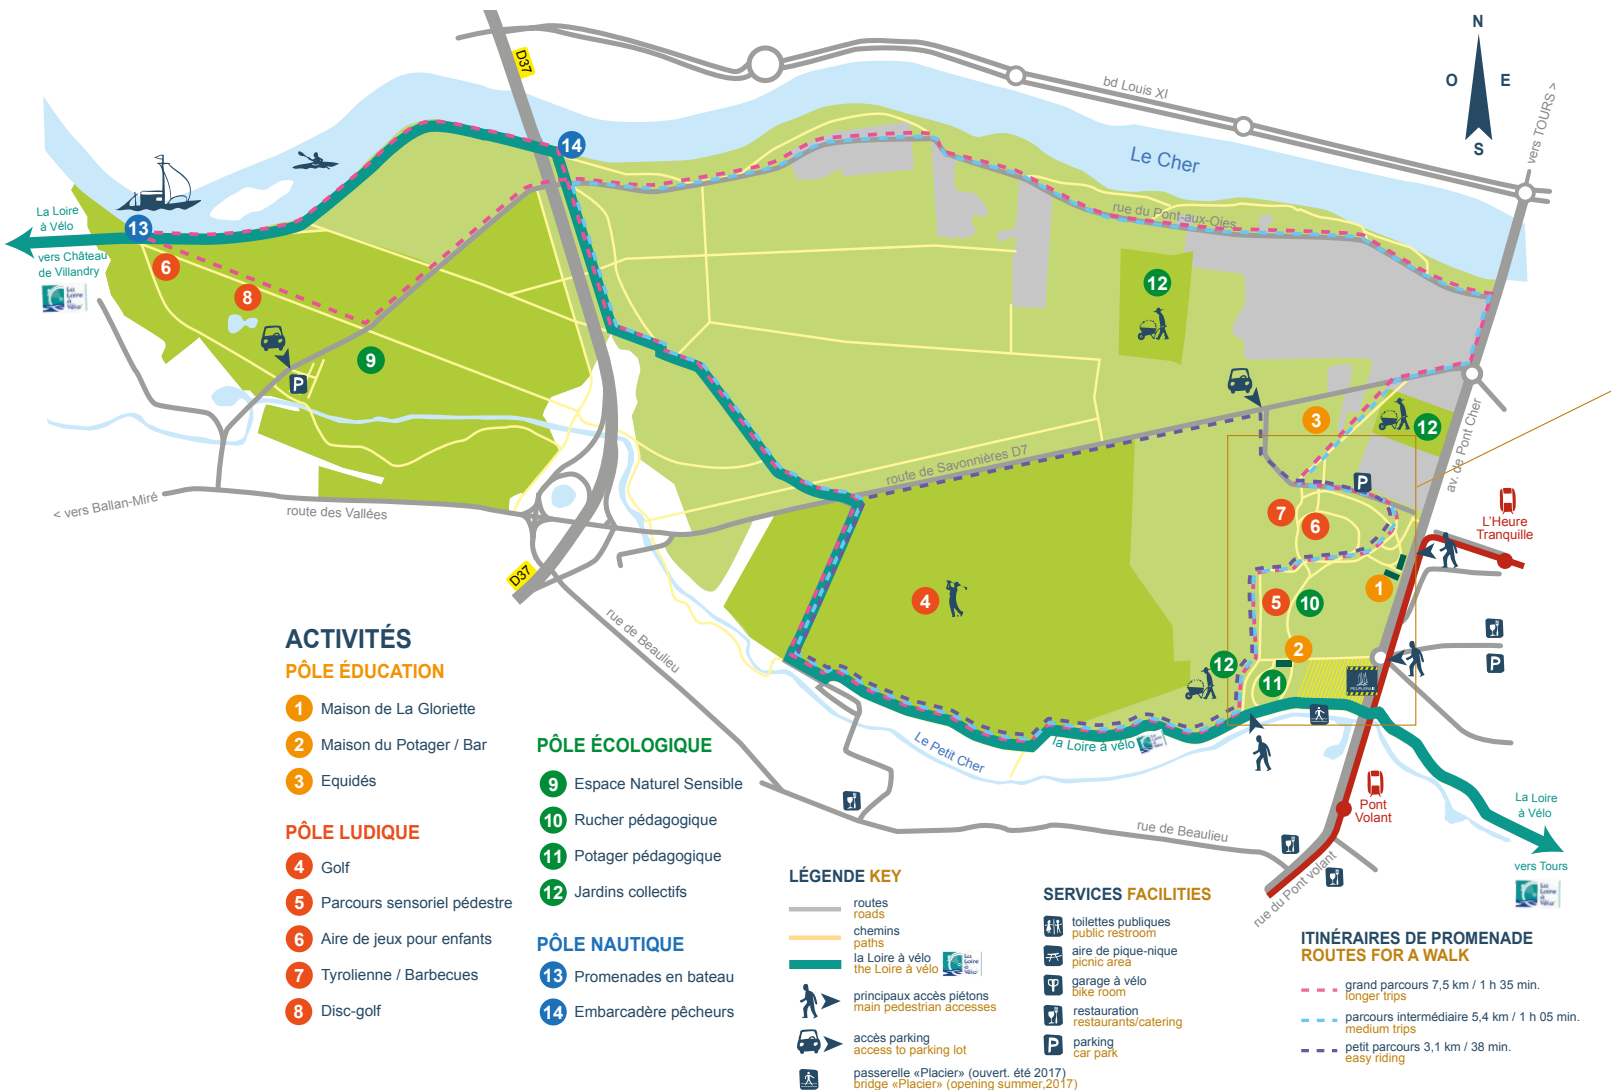 N
O E
S
D37
bd Louis XI
vers TOURS >
Le Cher
14
La Loire
à Vélo
13
vers Château
de Villandry
La Loire à Vélo
6
8
9
P
rue du Pont-aux-Oies
12
3
12
av. de Pont Cher
route de Savonnières D7
P
< vers Ballan-Miré
route des Vallées
7
6
L'Heure
Tranquille
D37
1
4
5
10
rue de Beaulieu
2
12
11
P
la Loire à vélo
Le Petit Cher
Pont
Volant
La Loire
à Vélo
rue de Beaulieu
vers Tours
La Loire à Vélo
rue du Pont volant
ACTIVITÉS
PÔLE ÉDUCATION
1 Maison de La Gloriette
2 Maison du Potager / Bar
3 Equidés
PÔLE LUDIQUE
4 Golf
5 Parcours sensoriel pédestre
6 Aire de jeux pour enfants
7 Tyrolienne / Barbecues
8 Disc-golf
PÔLE ÉCOLOGIQUE
9 Espace Naturel Sensible
10 Rucher pédagogique
11 Potager pédagogique
12 Jardins collectifs
PÔLE NAUTIQUE
13 Promenades en bateau
14 Embarcadère pêcheurs
LÉGENDE KEY
routes
roads
chemins
paths
la Loire à vélo
the Loire à vélo
La Loire à Vélo
principaux accès piétons
main pedestrian accesses
accès parking
access to parking lot
passerelle «Placier» (ouvert. été 2017)
bridge «Placier» (opening summer,2017)
SERVICES FACILITIES
toilettes publiques
public restroom
aire de pique-nique
picnic area
garage à vélo
bike room
restauration
restaurants/catering
P parking
car park
ITINÉRAIRES DE PROMENADE
ROUTES FOR A WALK
grand parcours 7,5 km / 1 h 35 min.
longer trips
parcours intermédiaire 5,4 km / 1 h 05 min.
medium trips
petit parcours 3,1 km / 38 min.
easy riding